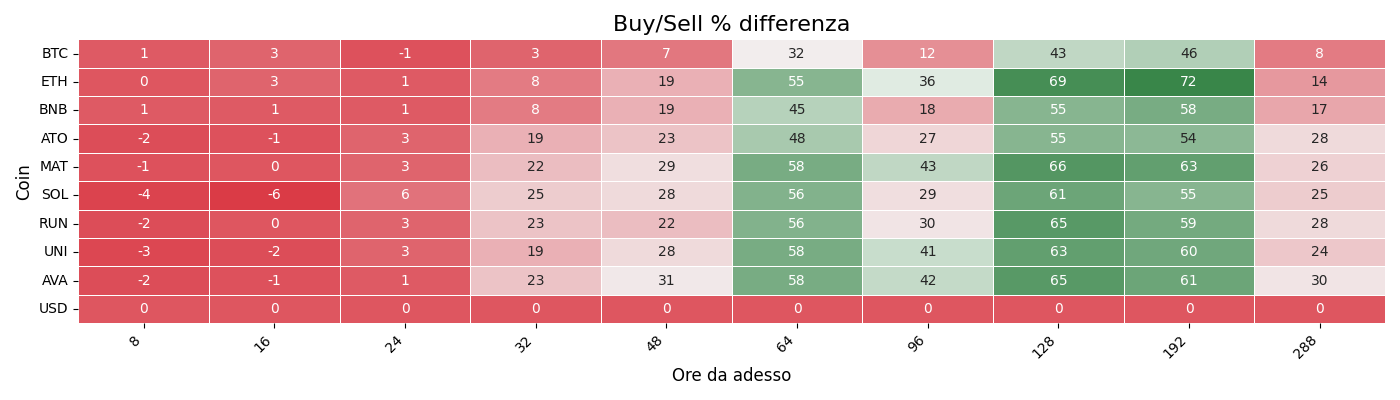 Buy/Sell % differenza
Coin
BTC 1 3 -1 3 7 32 12 43 46 8
ETH 0 3 1 8 19 55 36 69 72 14
BNB 1 1 1 8 19 45 18 55 58 17
ATO -2 -1 3 19 23 48 27 55 54 28
MAT -1 0 3 22 29 58 43 66 63 26
SOL -4 -6 6 25 28 56 29 61 55 25
RUN -2 0 3 23 22 56 30 65 59 28
UNI -3 -2 3 19 28 58 41 63 60 24
AVA -2 -1 1 23 31 58 42 65 61 30
USD 0 0 0 0 0 0 0 0 0 0
8 16 24 32 48 64 96 128 192 288
Ore da adesso